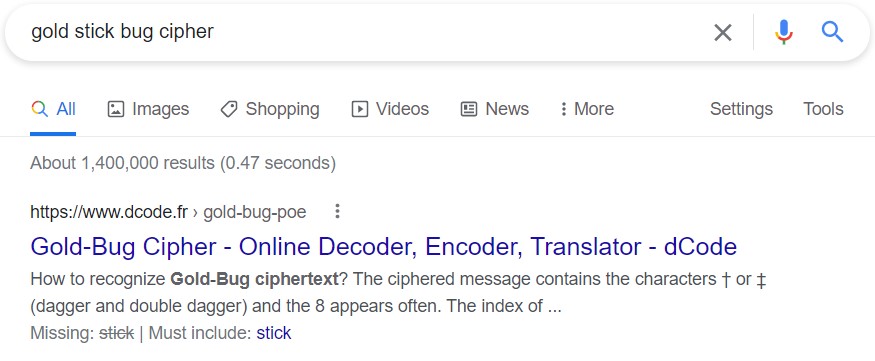 gold stick bug cipher
All Images Shopping Videos News More Settings Tools
About 1,400,000 results (0.47 seconds)
https://www.dcode.fr › gold-bug-poe
Gold-Bug Cipher - Online Decoder, Encoder, Translator - dCode
How to recognize Gold-Bug ciphertext? The ciphered message contains the characters † or ‡
(dagger and double dagger) and the 8 appears often. The index of ...
Missing: stick | Must include: stick